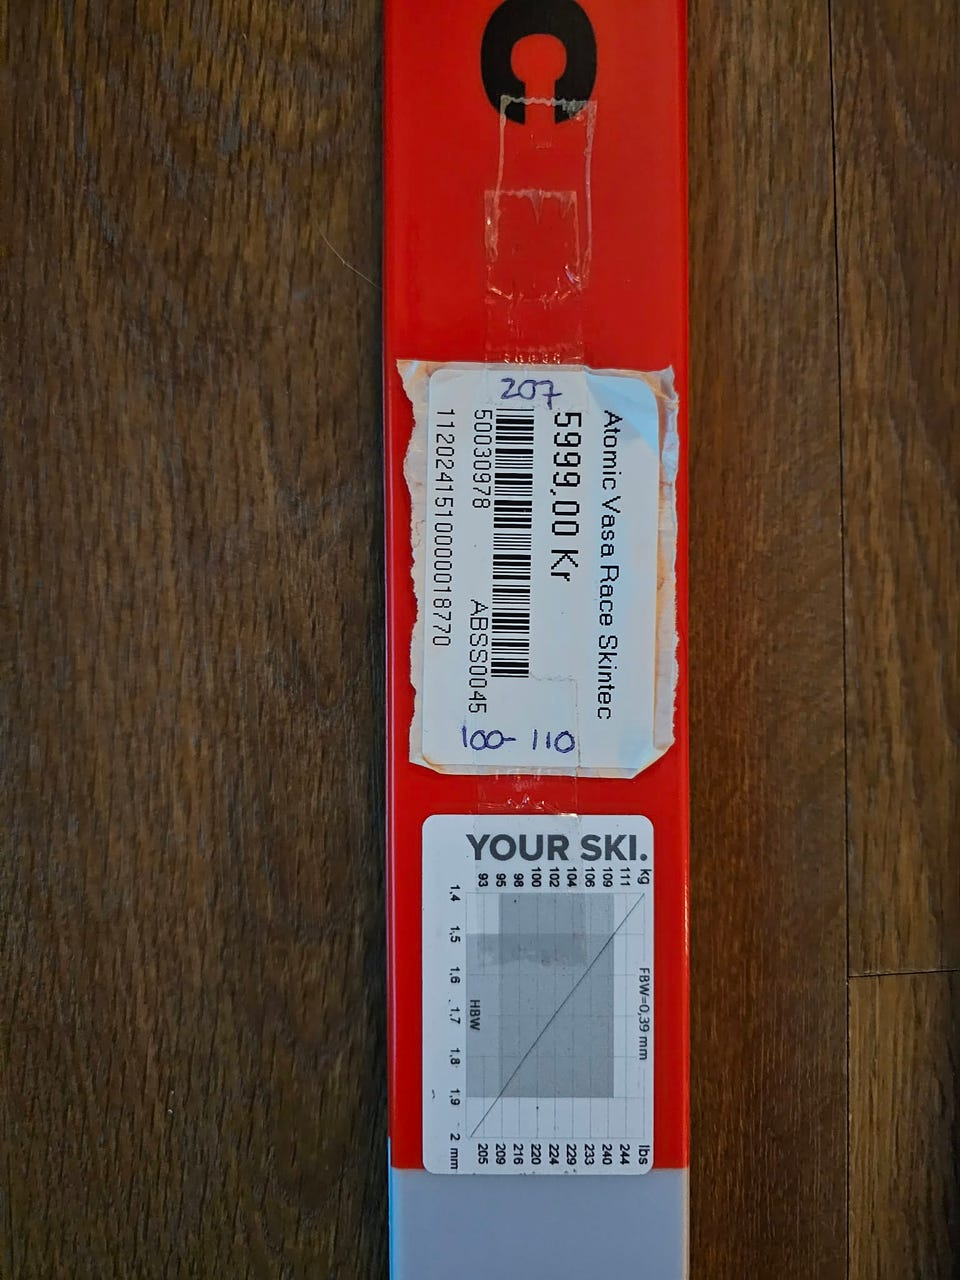 C
207
Atomic Vasa Race Skintec
5999,00 Kr
50030978 ABSS0045
1120241510000018770
100-110
YOUR SKI.
kg 111 109 106 104 102 100 98 95 93
FBW=0,39 mm
HBW
1,4 1,5 1,6 1,7 1,8 1,9 2 mm
lbs 244 240 233 229 224 220 216 209 205